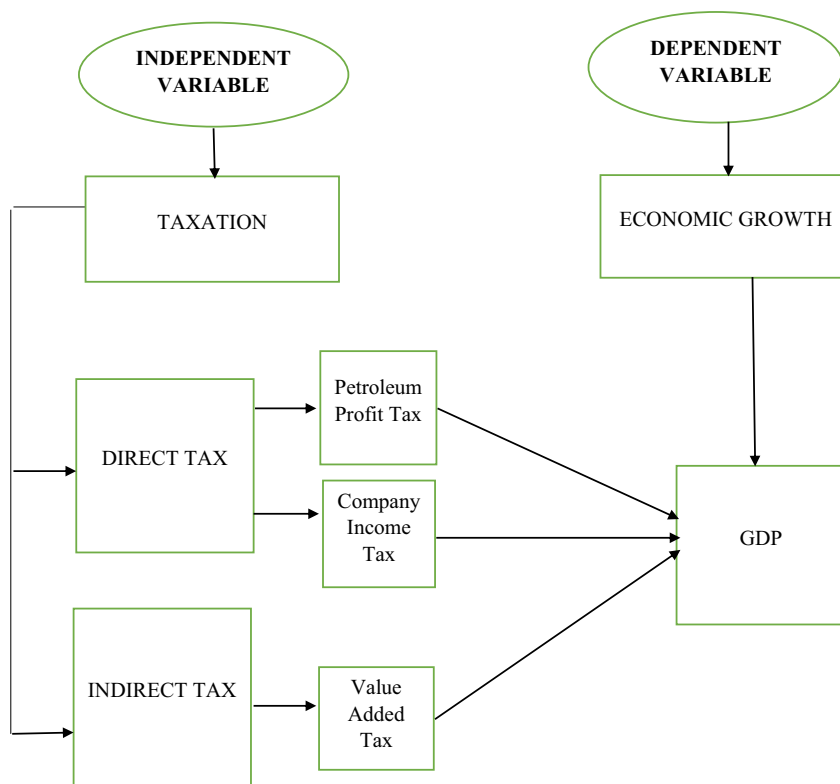 INDEPENDENT
VARIABLE
DEPENDENT
VARIABLE
TAXATION
ECONOMIC GROWTH
Petroleum
Profit Tax
DIRECT TAX
Company
Income
Tax
GDP
INDIRECT TAX
Value
Added
Tax